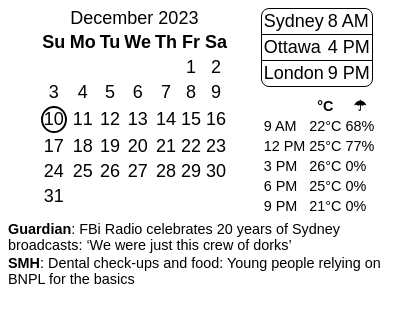 December 2023
Su Mo Tu We Th Fr Sa
1 2
3 4 5 6 7 8 9
10 11 12 13 14 15 16
17 18 19 20 21 22 23
24 25 26 27 28 29 30
31
Sydney 8 AM
Ottawa 4 PM
London 9 PM
°C ☂
9 AM 22°C 68%
12 PM 25°C 77%
3 PM 26°C 0%
6 PM 25°C 0%
9 PM 21°C 0%
Guardian: FBi Radio celebrates 20 years of Sydney
broadcasts: ‘We were just this crew of dorks’
SMH: Dental check-ups and food: Young people relying on
BNPL for the basics